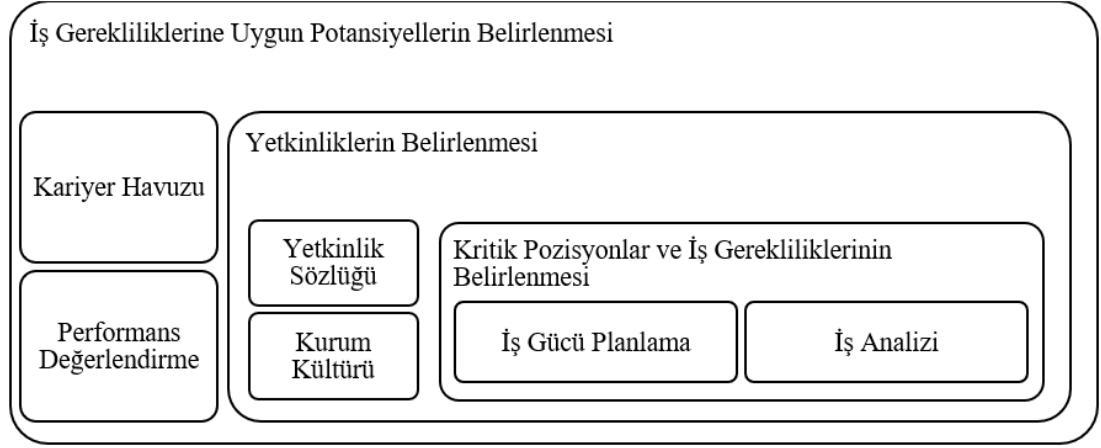 İş Gerekliliklerine Uygun Potansiyellerin Belirlenmesi
Kariyer Havuzu
Performans
Değerlendirme
Yetkinliklerin Belirlenmesi
Yetkinlik
Sözlüğü
Kurum
Kültürü
Kritik Pozisyonlar ve İş Gerekliliklerinin
Belirlenmesi
İş Gücü Planlama
İş Analizi